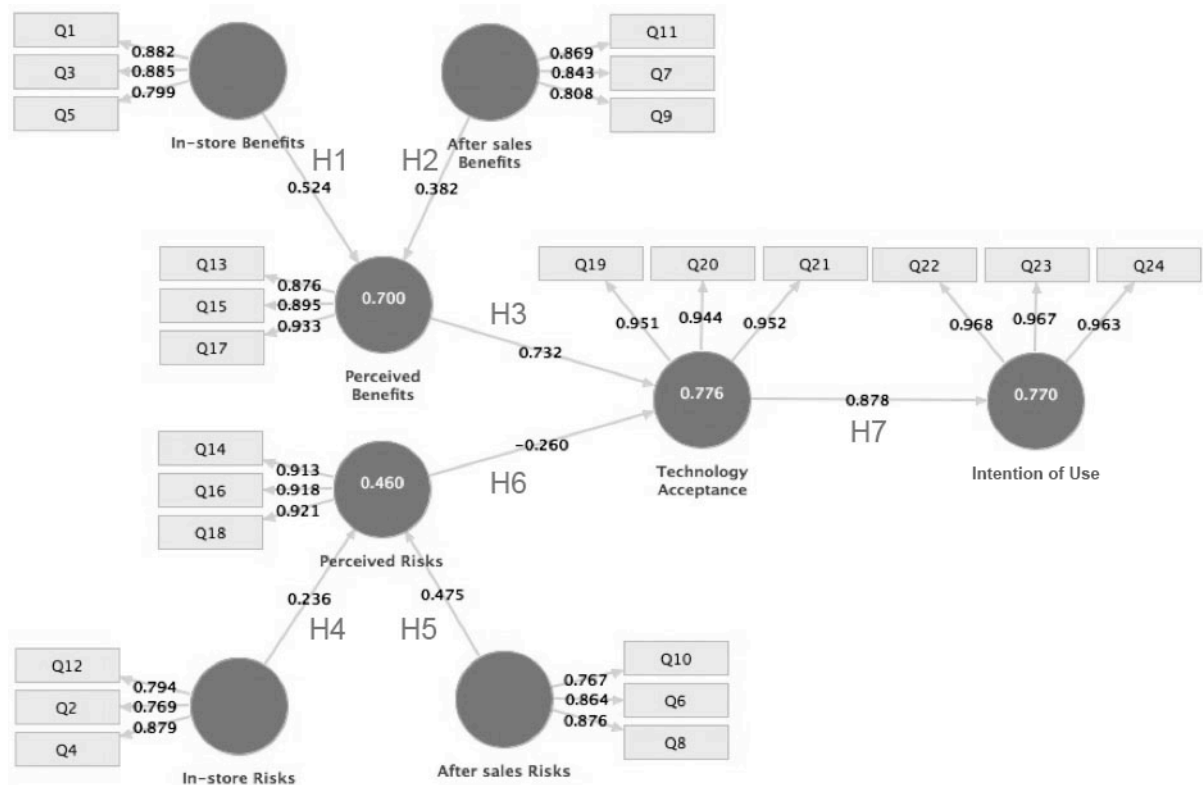 Q1
0.882
Q3
0.885
Q5
0.799
In-store Benefits
Q11
0.869
Q7
0.843
Q9
0.808
After sales
Benefits
H1
0.524
H2
0.382
Q13
0.876
Q15
0.895
Q17
0.933
0.700
Perceived
Benefits
H3
0.732
Q19
Q20
Q21
0.951
0.944
0.952
0.776
Technology
Acceptance
Q22
Q23
Q24
0.968
0.967
0.963
0.770
Intention of Use
0.878
H7
Q14
0.913
Q16
0.918
Q18
0.921
0.460
Perceived Risks
-0.260
H6
0.236
H4
0.475
H5
Q12
0.794
Q2
0.769
Q4
0.879
In-store Risks
Q10
0.767
Q6
0.864
Q8
0.876
After sales Risks